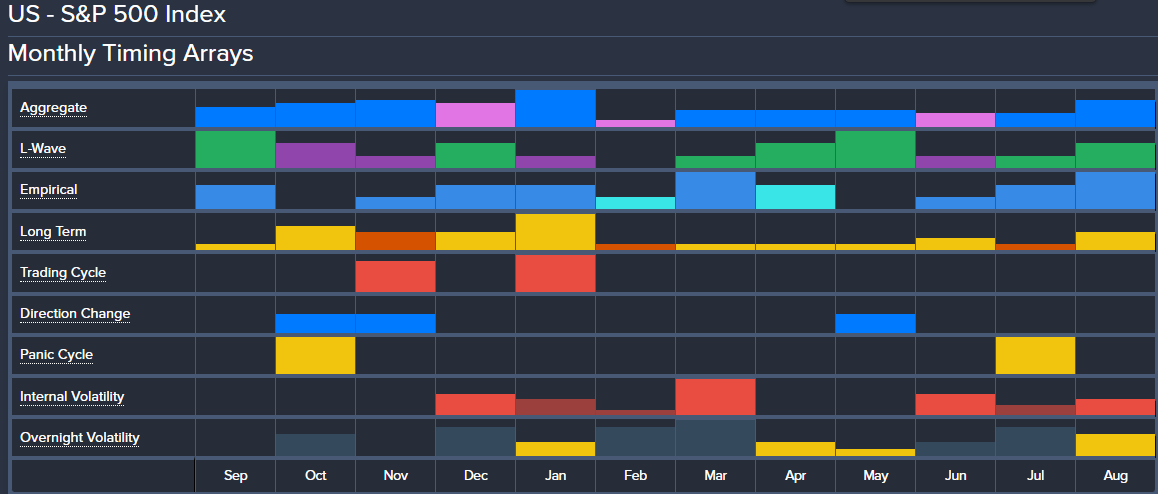 US - S&P 500 Index
Monthly Timing Arrays
Aggregate
L-Wave
Empirical
Long Term
Trading Cycle
Direction Change
Panic Cycle
Internal Volatility
Overnight Volatility
Sep Oct Nov Dec Jan Feb Mar Apr May Jun Jul Aug